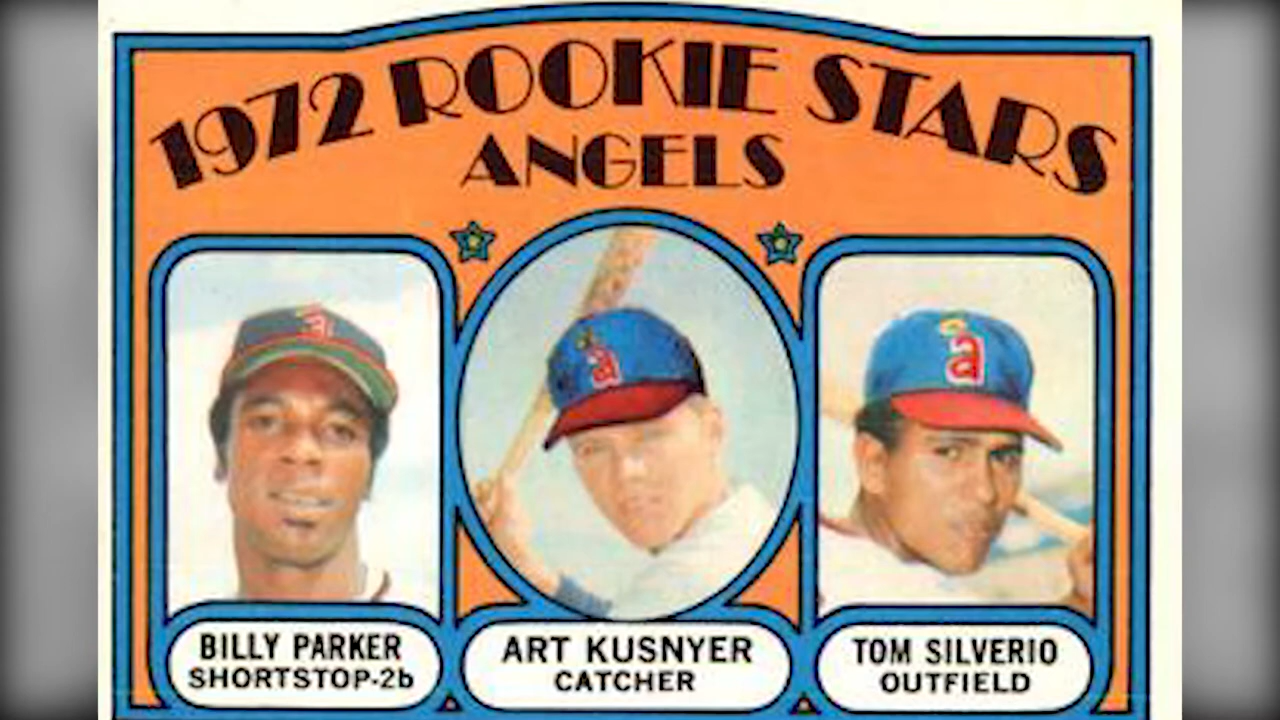 1972 ROOKIE STARS
ANGELS
a
a
a
BILLY PARKER
SHORTSTOP-2b
ART KUSNYER
CATCHER
TOM SILVERIO
OUTFIELD